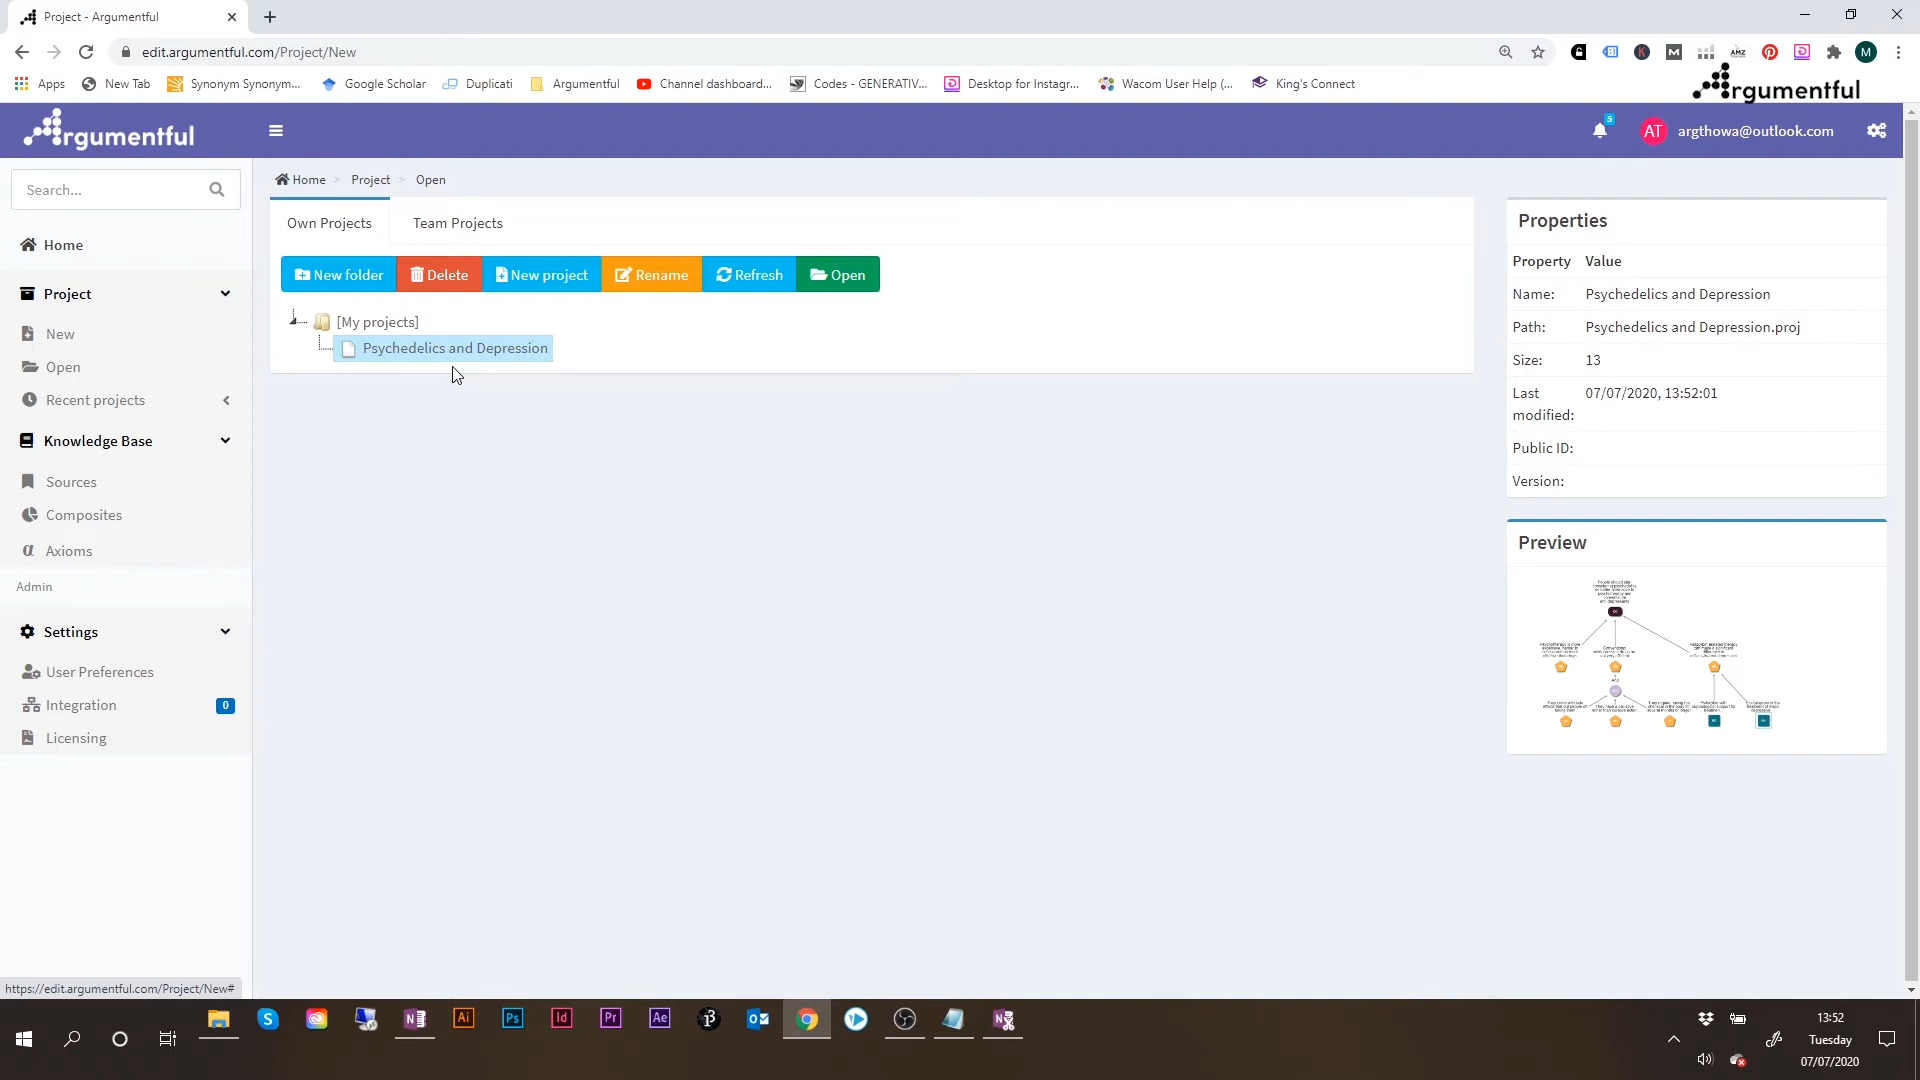 Project - Argumentful
edit.argumentful.com/Project/New
Apps
New Tab
Synonym Synonym...
Google Scholar
Duplicati
Argumentful
Channel dashboard...
Codes - GENERATIV...
Desktop for Instagr...
Wacom User Help (...
King's Connect
rgumentful
rgumentful
5
AT
argthowa@outlook.com
Search...
Home > Project > Open
Own Projects
Team Projects
Home
Project
New
Open
Recent projects
Knowledge Base
Sources
Composites
Axioms
Admin
Settings
User Preferences
Integration
0
Licensing
New folder
Delete
New project
Rename
Refresh
Open
[My projects]
Psychedelics and Depression
Properties
Property Value
Name: Psychedelics and Depression
Path: Psychedelics and Depression.proj
Size: 13
Last 07/07/2020, 13:52:01
modified:
Public ID:
Version:
Preview
https://edit.argumentful.com/Project/New#
13:52
Tuesday
07/07/2020